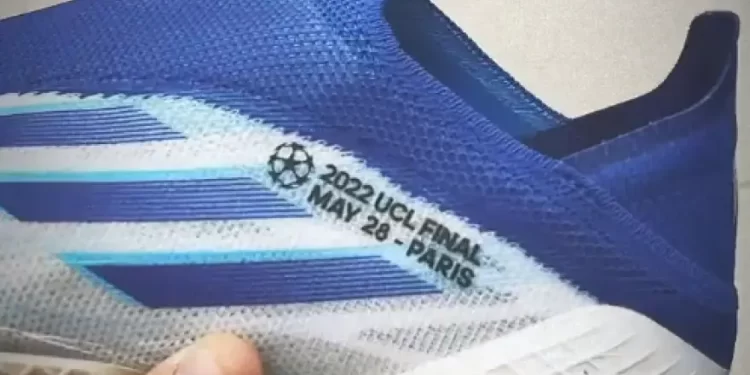 2022 UCL FINAL
MAY 28 - PARIS